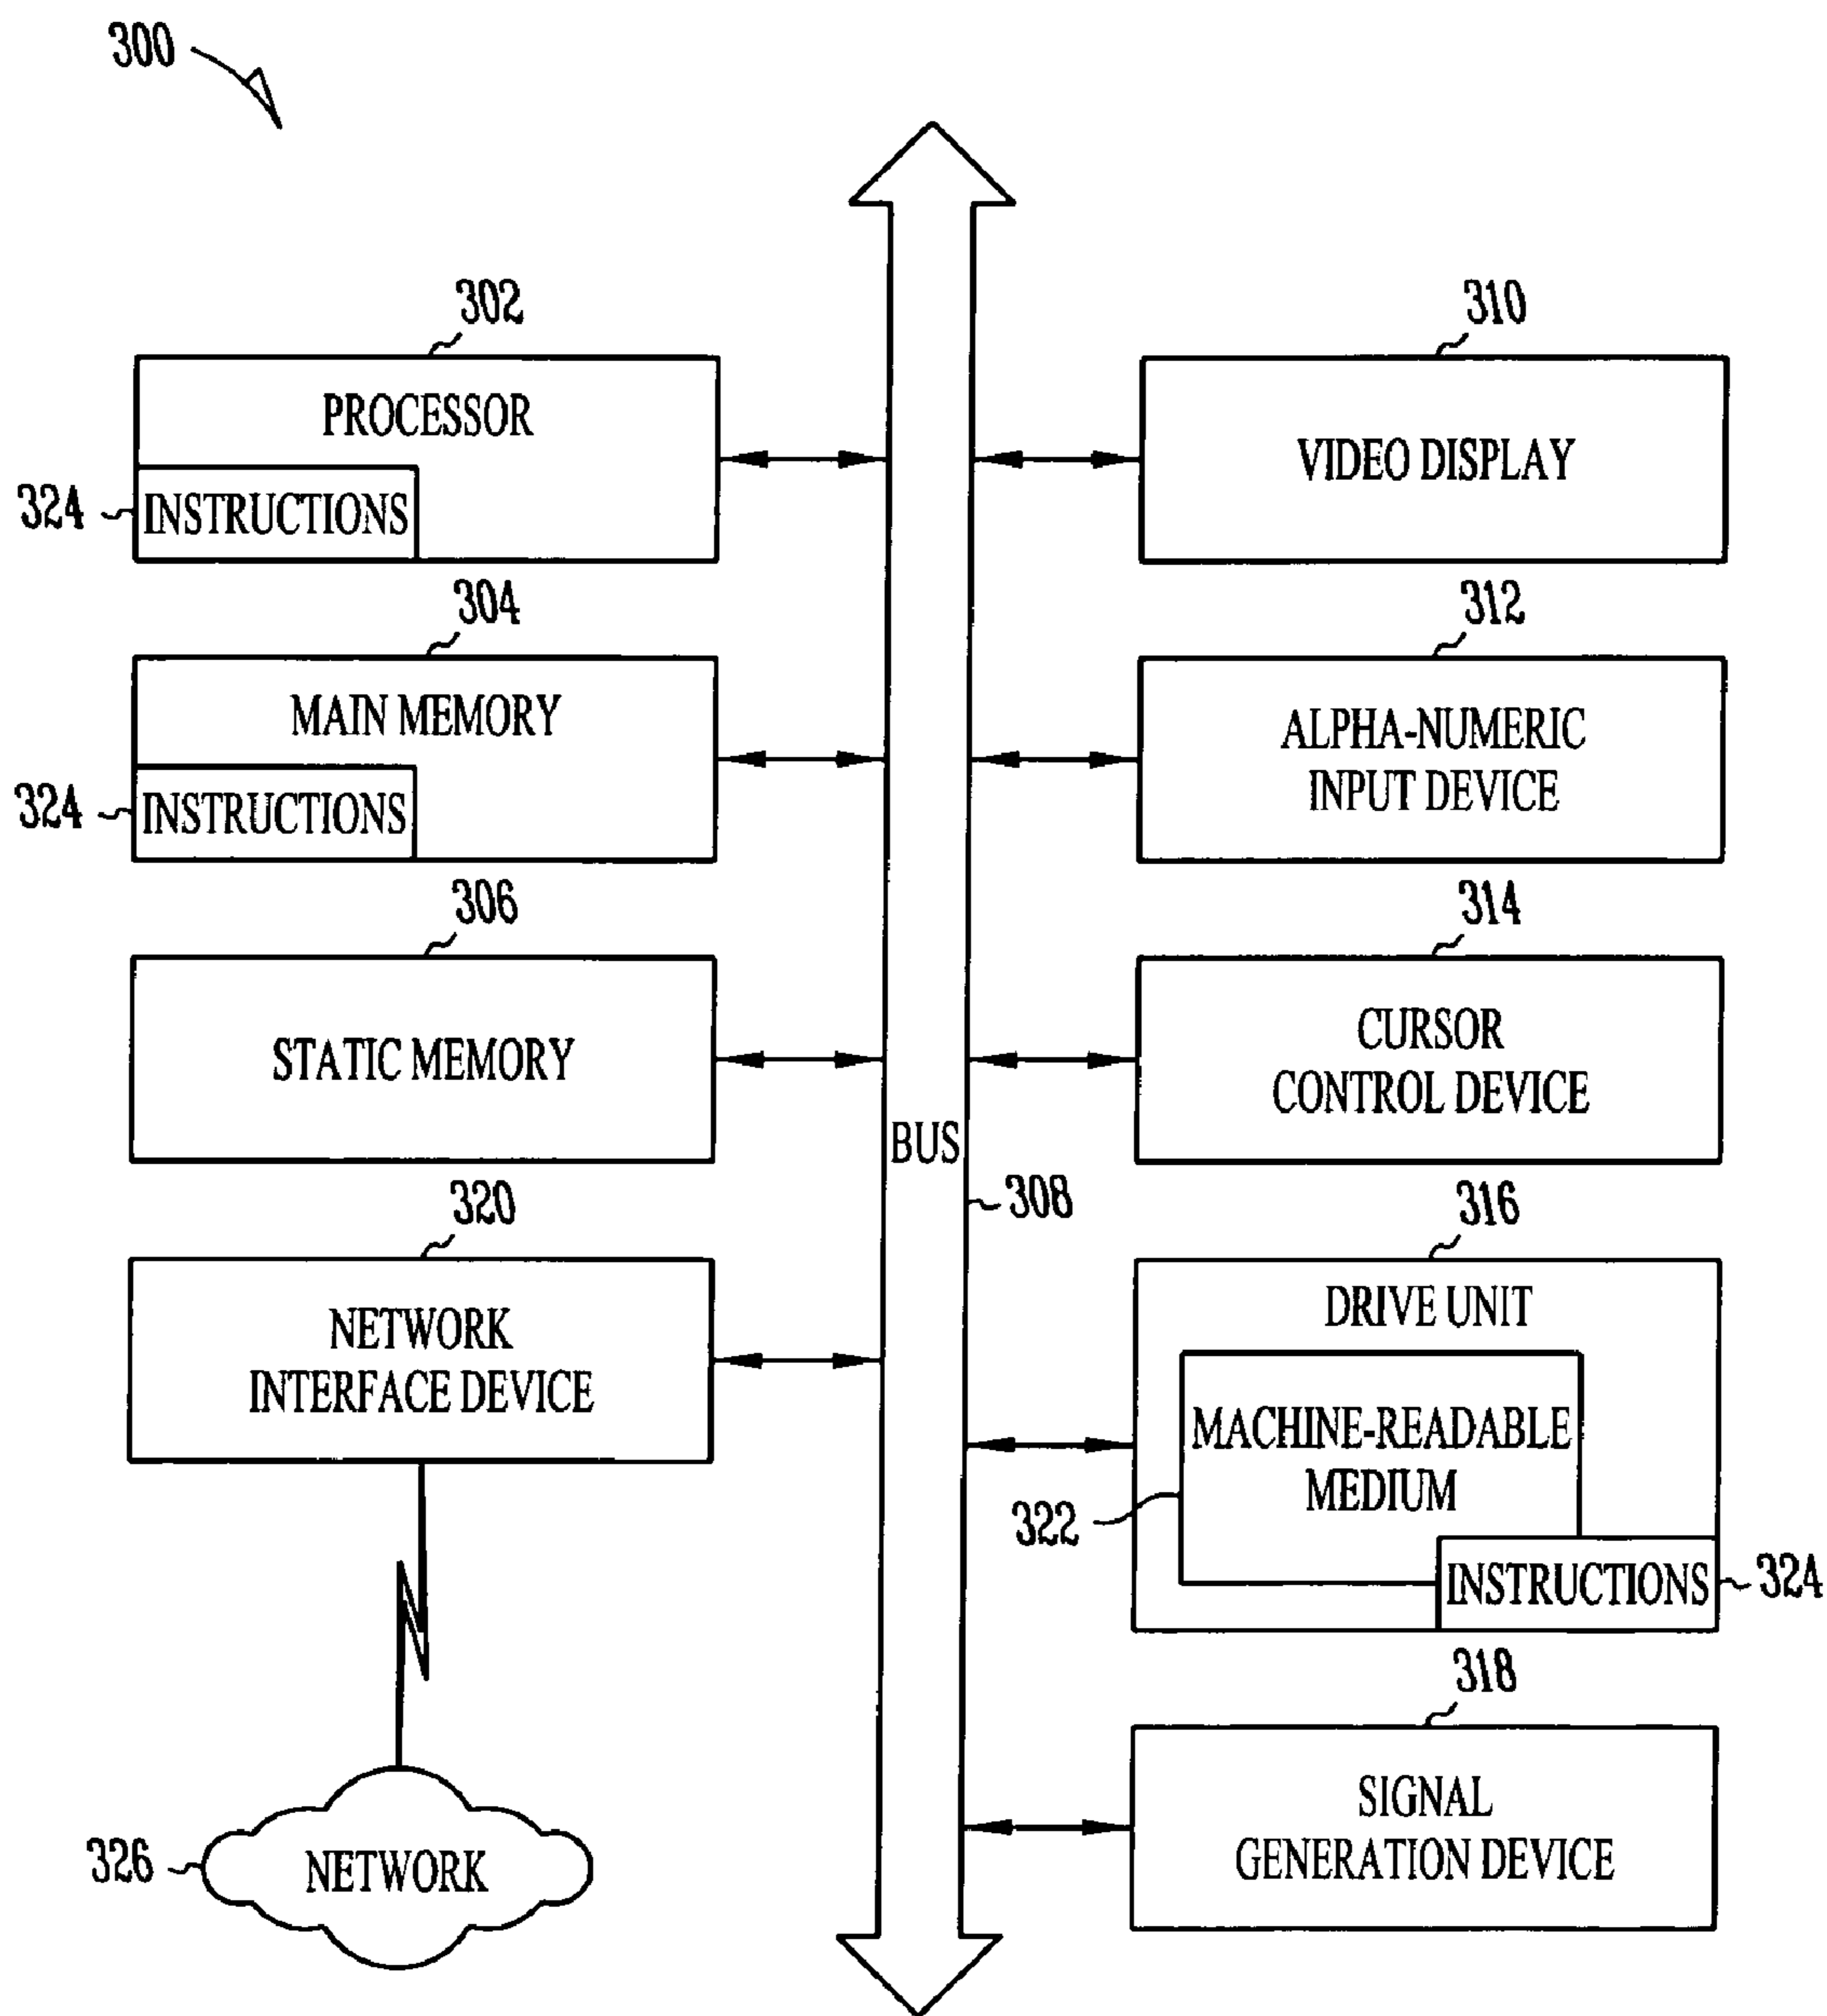 300
302
PROCESSOR
324
INSTRUCTIONS
304
MAIN MEMORY
324
INSTRUCTIONS
306
STATIC MEMORY
320
NETWORK
INTERFACE DEVICE
326
NETWORK
BUS
308
310
VIDEO DISPLAY
312
ALPHA-NUMERIC
INPUT DEVICE
314
CURSOR
CONTROL DEVICE
316
DRIVE UNIT
MACHINE-READABLE
MEDIUM
322
INSTRUCTIONS
324
318
SIGNAL
GENERATION DEVICE